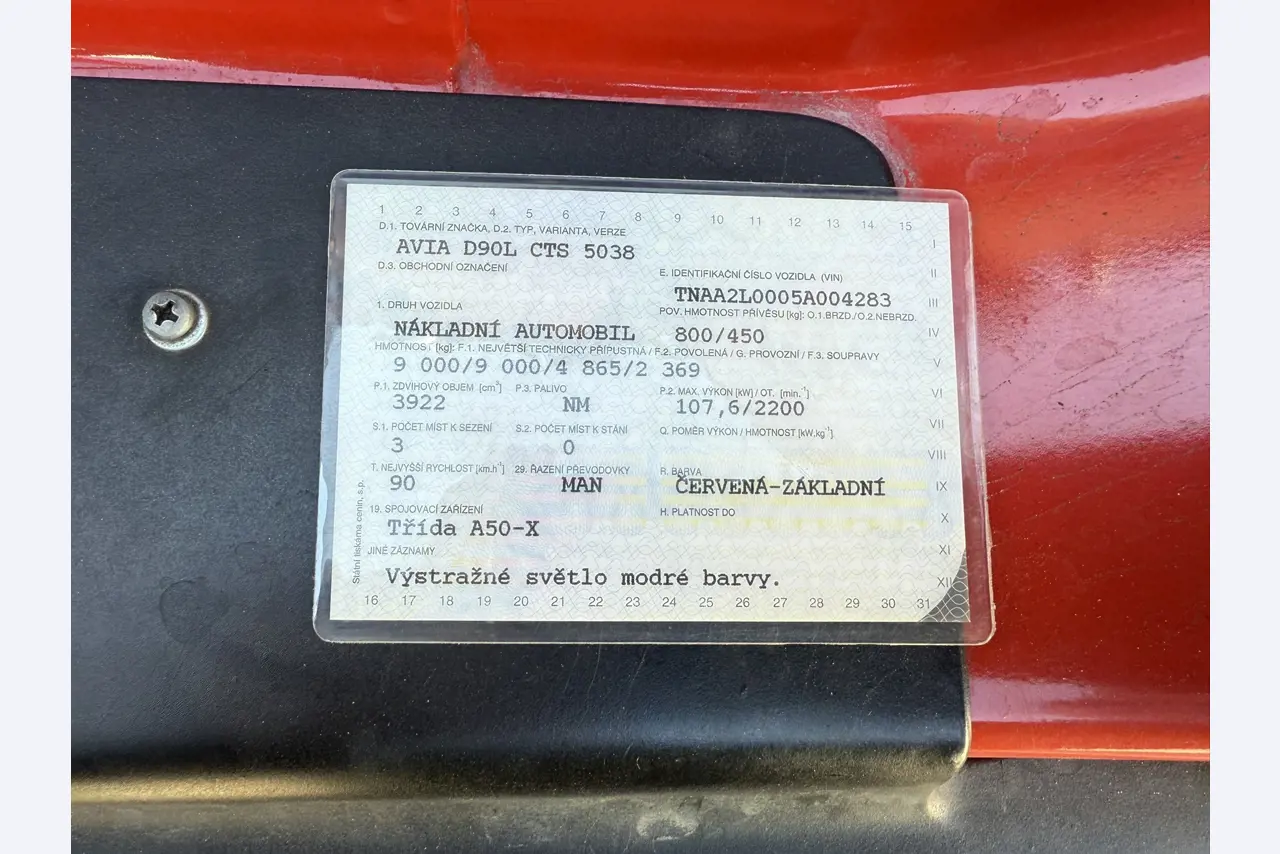 1 2 3 4 5 6 7 8 9 10 11 12 13 14 15
D.1. TOVÁRNÍ ZNAČKA, D.2. TYP, VARIANTA, VERZE
I
AVIA D90L CTS 5038
D.3. OBCHODNÍ OZNAČENÍ
E. IDENTIFIKAČNÍ ČÍSLO VOZIDLA (VIN)
II
TNAA2L0005A004283
III
1. DRUH VOZIDLA
POV. HMOTNOST PŘÍVĚSU [kg]: O.1.BRZD./O.2.NEBRZD.
NÁKLADNÍ AUTOMOBIL 800/450
IV
HMOTNOST [kg]: F.1. NEJVĚTŠÍ TECHNICKY PŘÍPUSTNÁ / F.2. POVOLENÁ / G. PROVOZNÍ / F.3. SOUPRAVY
V
9 000/9 000/4 865/2 369
P.1. ZDVIHOVÝ OBJEM [cm³] P.3. PALIVO P.2. MAX. VÝKON [kW] / OT. [min.⁻¹]
VI
3922 NM 107,6/2200
S.1. POČET MÍST K SEZENÍ S.2. POČET MÍST K STÁNÍ Q. POMĚR VÝKON / HMOTNOST [kW.kg⁻¹]
VII
3 0
VIII
T. NEJVYŠŠÍ RYCHLOST [km.h⁻¹] 29. ŘAZENÍ PŘEVODOVKY R. BARVA
90 MAN ČERVENÁ-ZÁKLADNÍ
IX
19. SPOJOVACÍ ZAŘÍZENÍ H. PLATNOST DO
X
Třída A50-X
JINÉ ZÁZNAMY
XI
Výstražné světlo modré barvy.
XII
16 17 18 19 20 21 22 23 24 25 26 27 28 29 30 31
Státní tiskárna cenin, s.p.